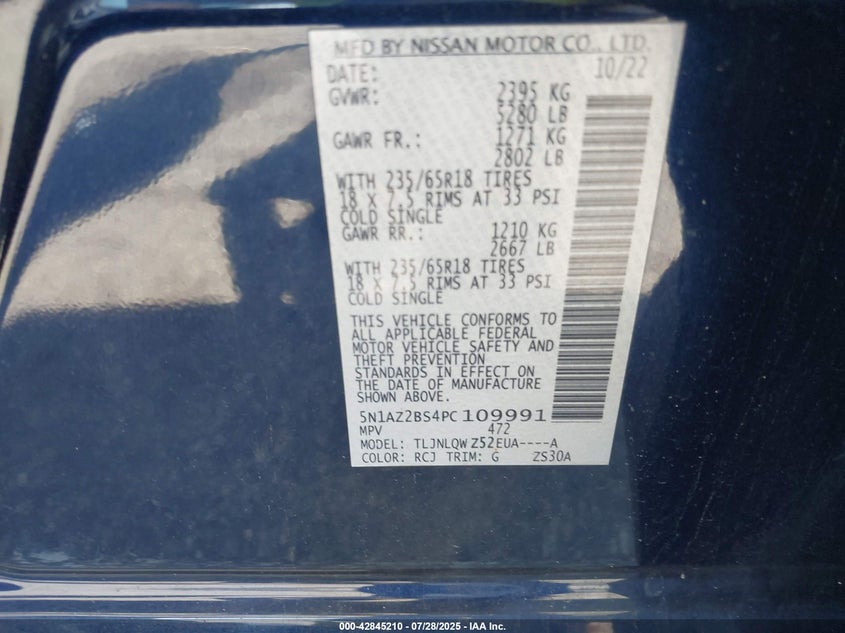 MFD BY NISSAN MOTOR CO., LTD.
DATE: 10/22
GVWR: 2395 KG
5280 LB
GAWR FR.: 1271 KG
2802 LB
WITH 235/65R18 TIRES
18 X 7.5 RIMS AT 33 PSI
COLD SINGLE
GAWR RR.: 1210 KG
2667 LB
WITH 235/65R18 TIRES
18 X 7.5 RIMS AT 33 PSI
COLD SINGLE
THIS VEHICLE CONFORMS TO
ALL APPLICABLE FEDERAL
MOTOR VEHICLE SAFETY AND
THEFT PREVENTION
STANDARDS IN EFFECT ON
THE DATE OF MANUFACTURE
SHOWN ABOVE.
5N1AZ2BS4PC109991
MPV 472
MODEL: TLJNLQWZ52EUA----A
COLOR: RCJ TRIM: G ZS30A
000-42845210 - 07/28/2025 - IAA Inc.